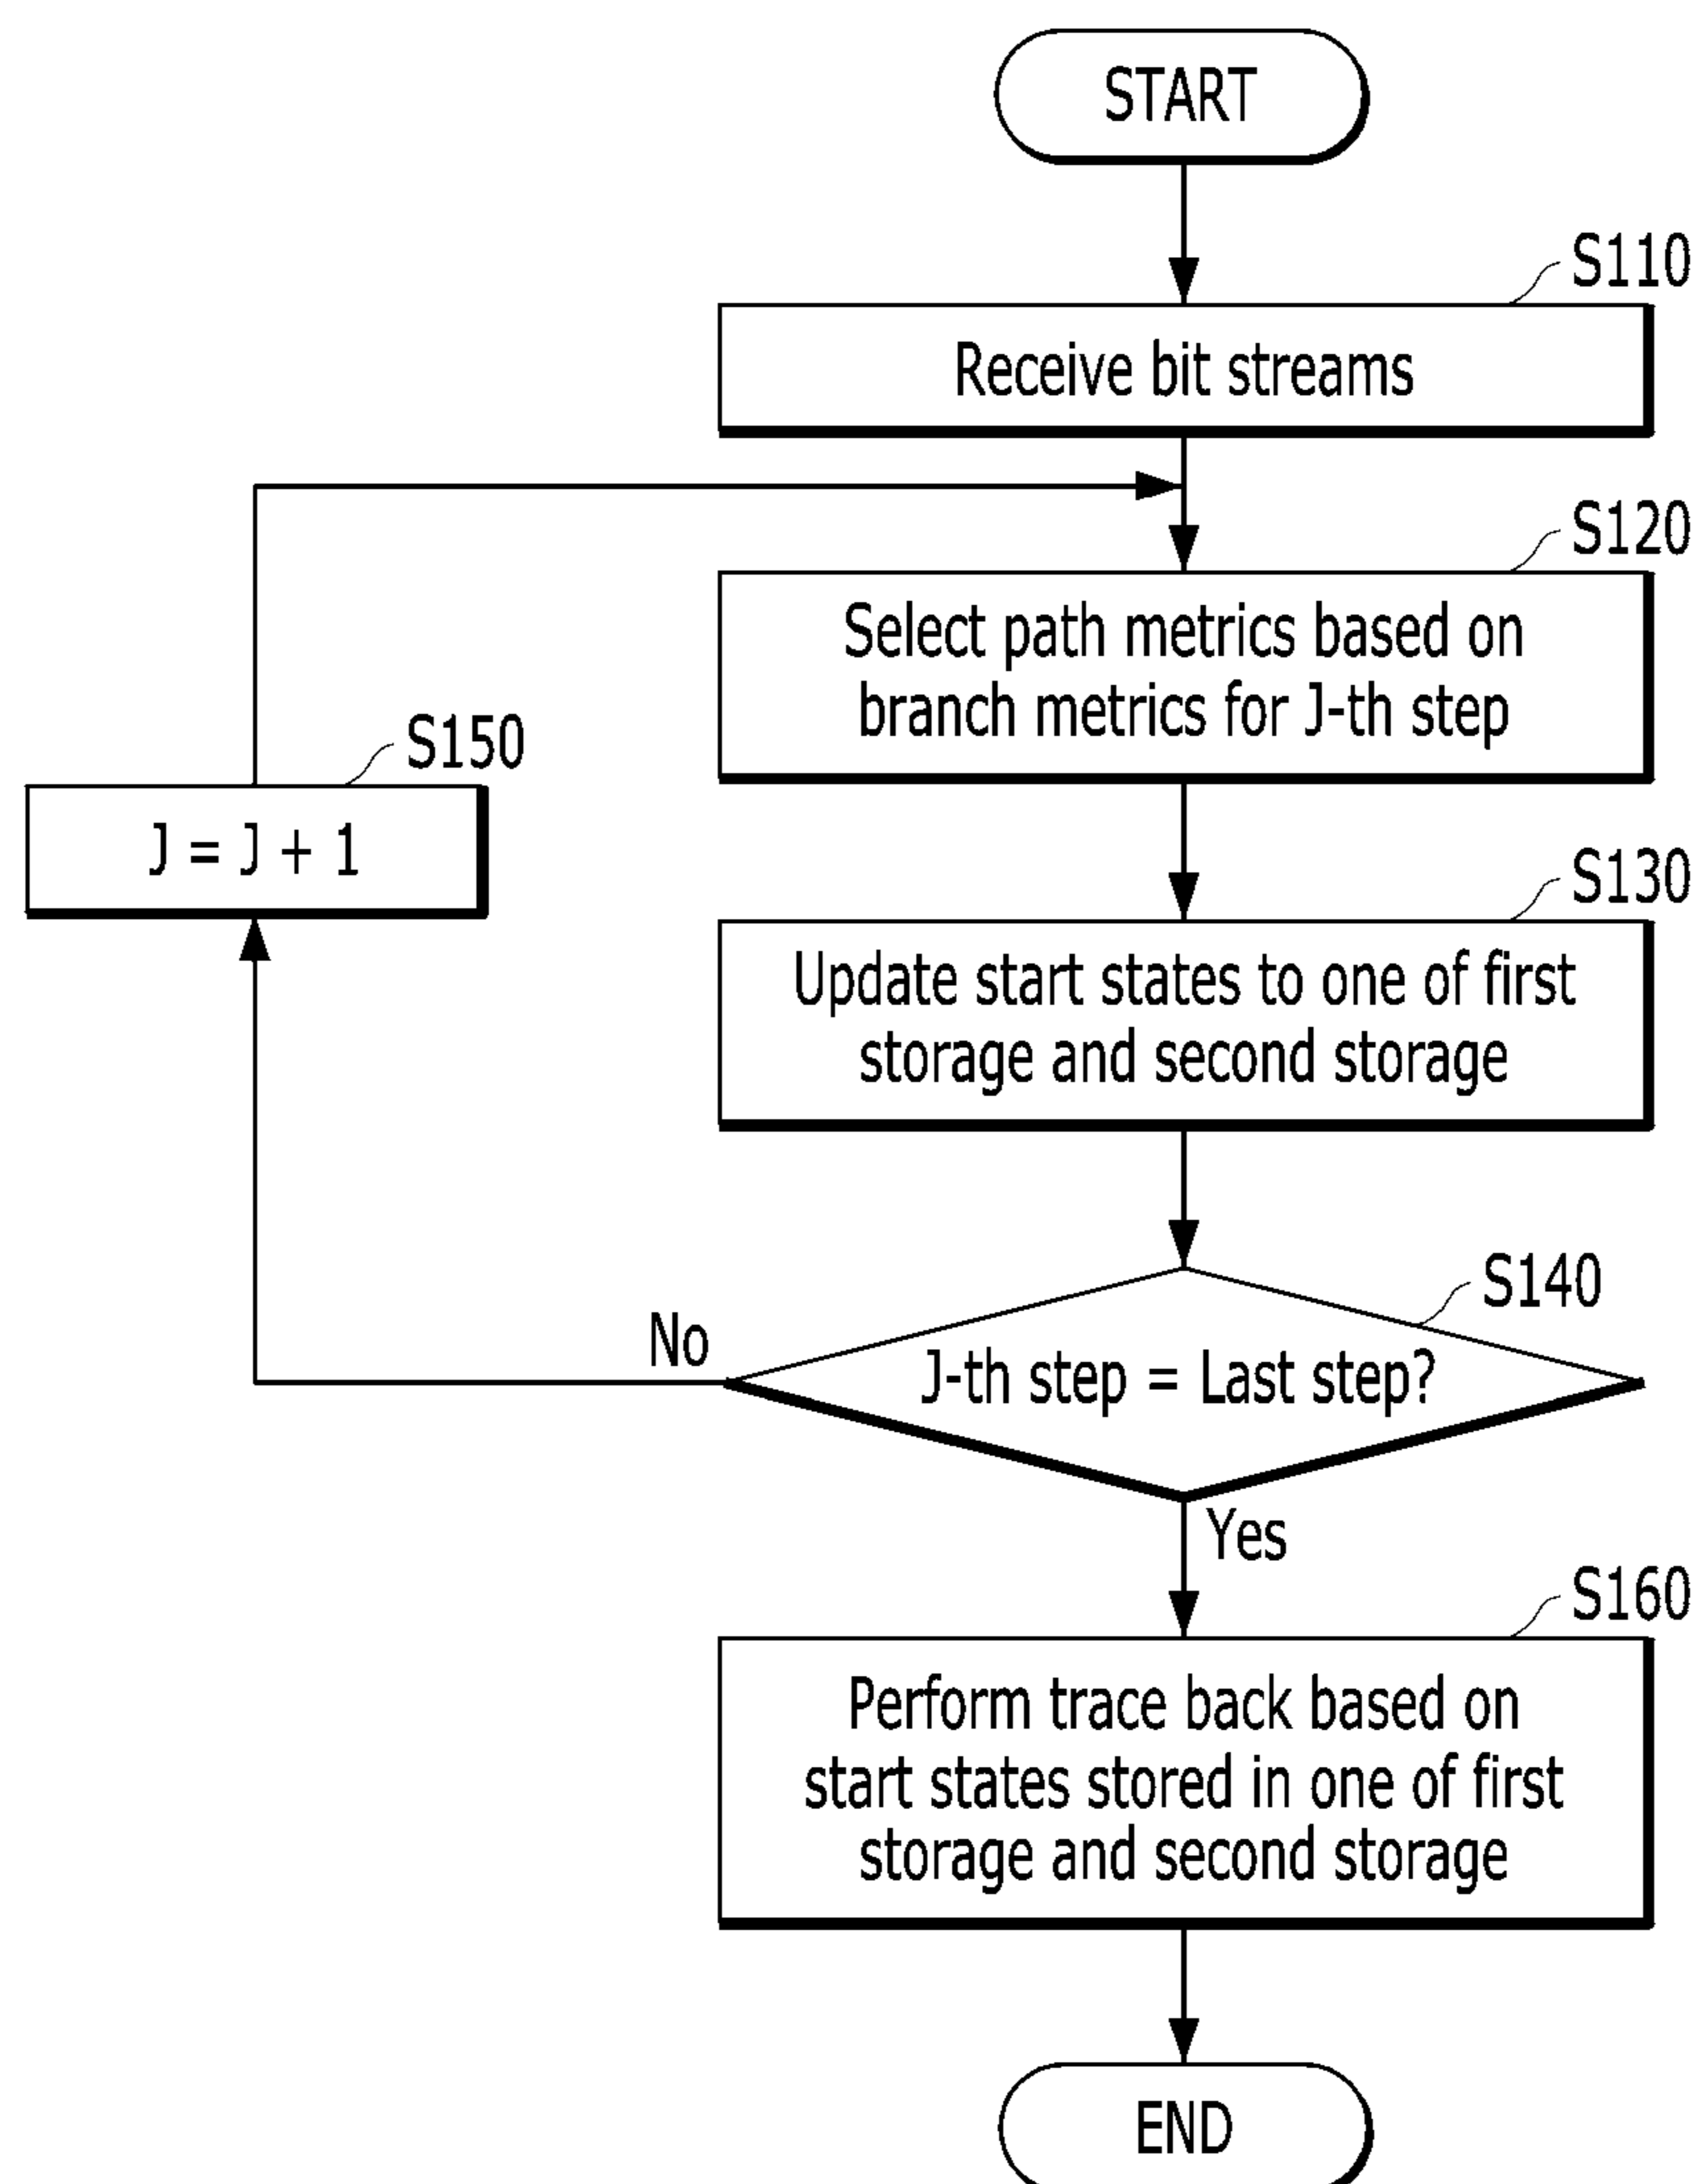 START
S110
Receive bit streams
S120
Select path metrics based on
branch metrics for J-th step
S150
J = J + 1
S130
Update start states to one of first
storage and second storage
S140
No
J-th step = Last step?
Yes
S160
Perform trace back based on
start states stored in one of first
storage and second storage
END